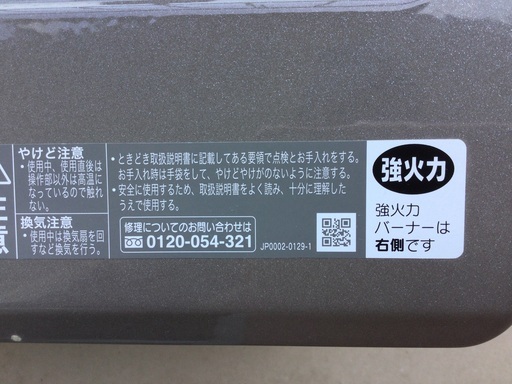 注
意
やけど注意
・使用中、使用直後は
操作部以外は高温に
なっているので触れ
ない。
換気注意
・使用中は換気扇を回
すなど換気を行う。
・ときどき取扱説明書に記載してある要領で点検とお手入れをする。
お手入れ時は手袋をして、やけどやけがのないように注意する。
・安全に使用するため、取扱説明書をよく読み、十分に理解した
うえで使用する。
修理についてのお問い合わせは
0120-054-321
JP0002-0129-1
強火力
強火力
バーナーは
右側です